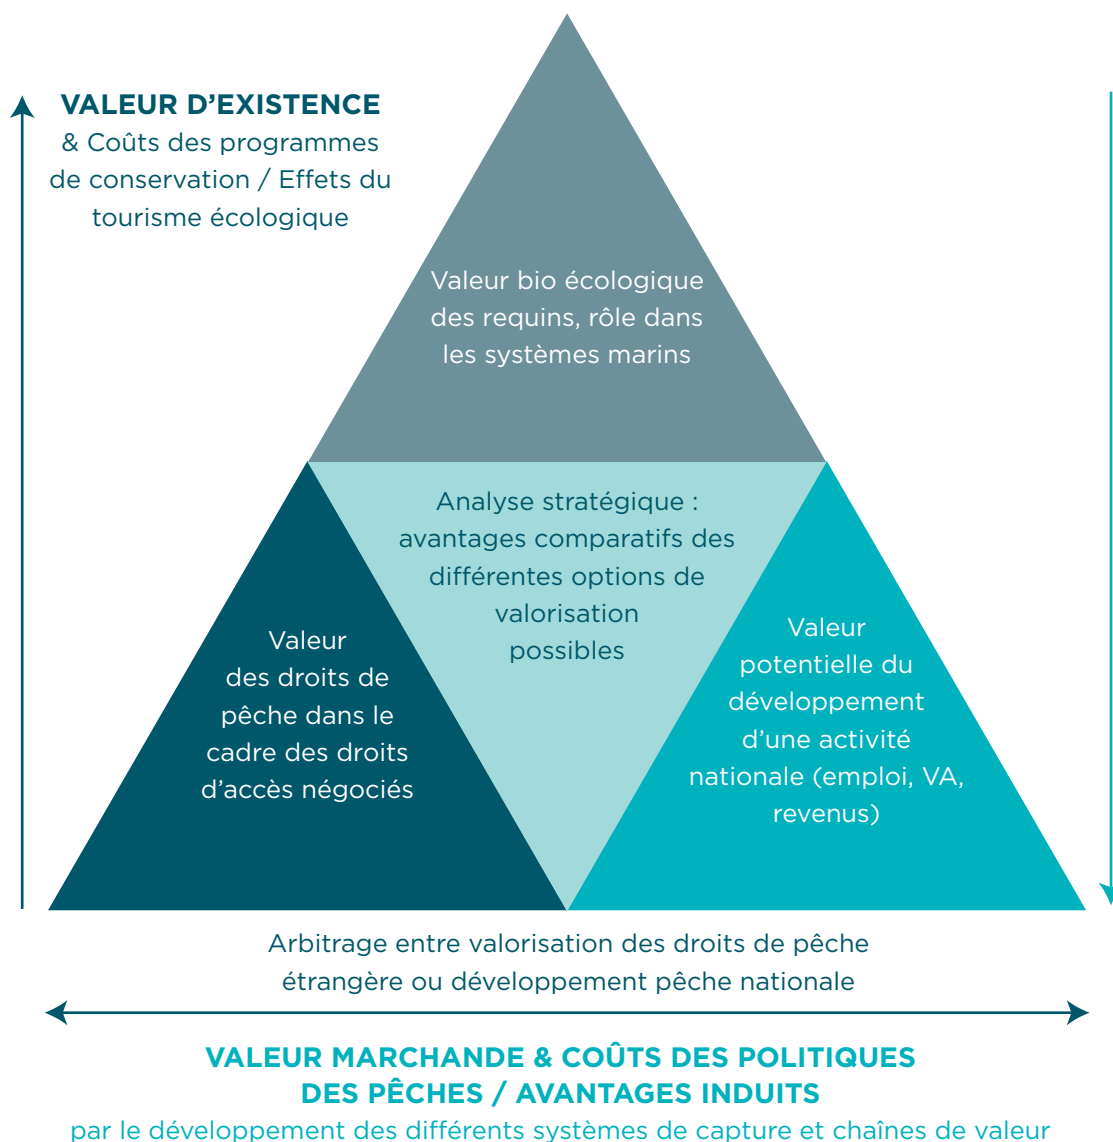 VALEUR D'EXISTENCE
& Coûts des programmes
de conservation / Effets du
tourisme écologique
Valeur bio écologique
des requins, rôle dans
les systèmes marins
Analyse stratégique :
avantages comparatifs des
différentes options de
valorisation
possibles
Valeur
des droits de
pêche dans le
cadre des droits
d'accès négociés
Valeur
potentielle du
développement
d'une activité
nationale (emploi, VA,
revenus)
Arbitrage entre valorisation des droits de pêche
étrangère ou développement pêche nationale
VALEUR MARCHANDE & COÛTS DES POLITIQUES
DES PÊCHES / AVANTAGES INDUITS
par le développement des différents systèmes de capture et chaînes de valeur